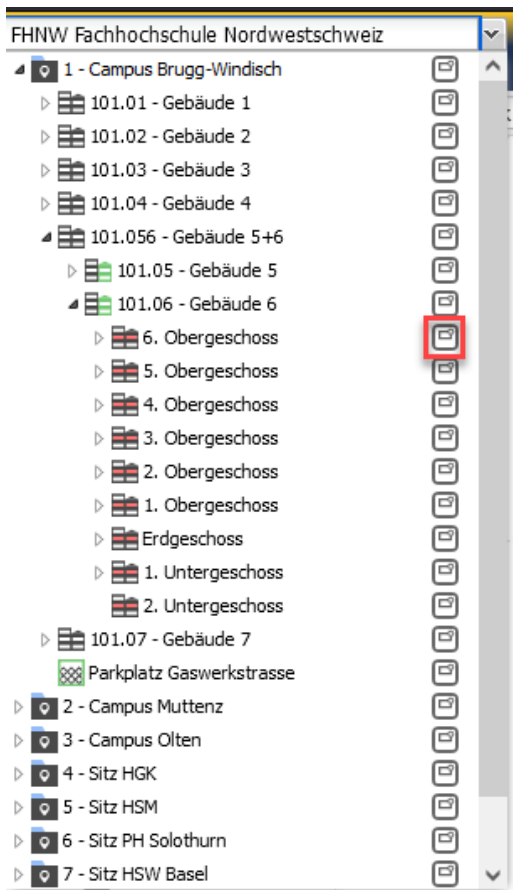 FHNW Fachhochschule Nordwestschweiz
1 - Campus Brugg-Windisch
101.01 - Gebäude 1
101.02 - Gebäude 2
101.03 - Gebäude 3
101.04 - Gebäude 4
101.056 - Gebäude 5+6
101.05 - Gebäude 5
101.06 - Gebäude 6
6. Obergeschoss
5. Obergeschoss
4. Obergeschoss
3. Obergeschoss
2. Obergeschoss
1. Obergeschoss
Erdgeschoss
1. Untergeschoss
2. Untergeschoss
101.07 - Gebäude 7
Parkplatz Gaswerkstrasse
2 - Campus Muttenz
3 - Campus Olten
4 - Sitz HGK
5 - Sitz HSM
6 - Sitz PH Solothurn
7 - Sitz HSW Basel